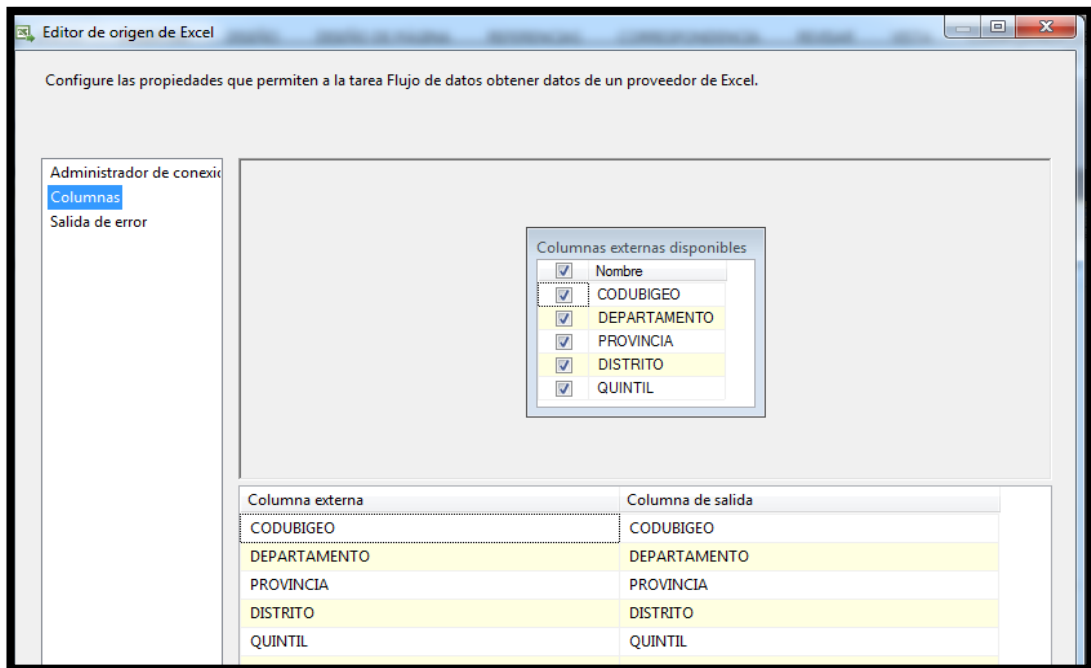 Editor de origen de Excel
Configure las propiedades que permiten a la tarea Flujo de datos obtener datos de un proveedor de Excel.
Administrador de conexic
Columnas
Salida de error
Columnas externas disponibles
Nombre
CODUBIGEO
DEPARTAMENTO
PROVINCIA
DISTRITO
QUINTIL
Columna externa Columna de salida
CODUBIGEO CODUBIGEO
DEPARTAMENTO DEPARTAMENTO
PROVINCIA PROVINCIA
DISTRITO DISTRITO
QUINTIL QUINTIL